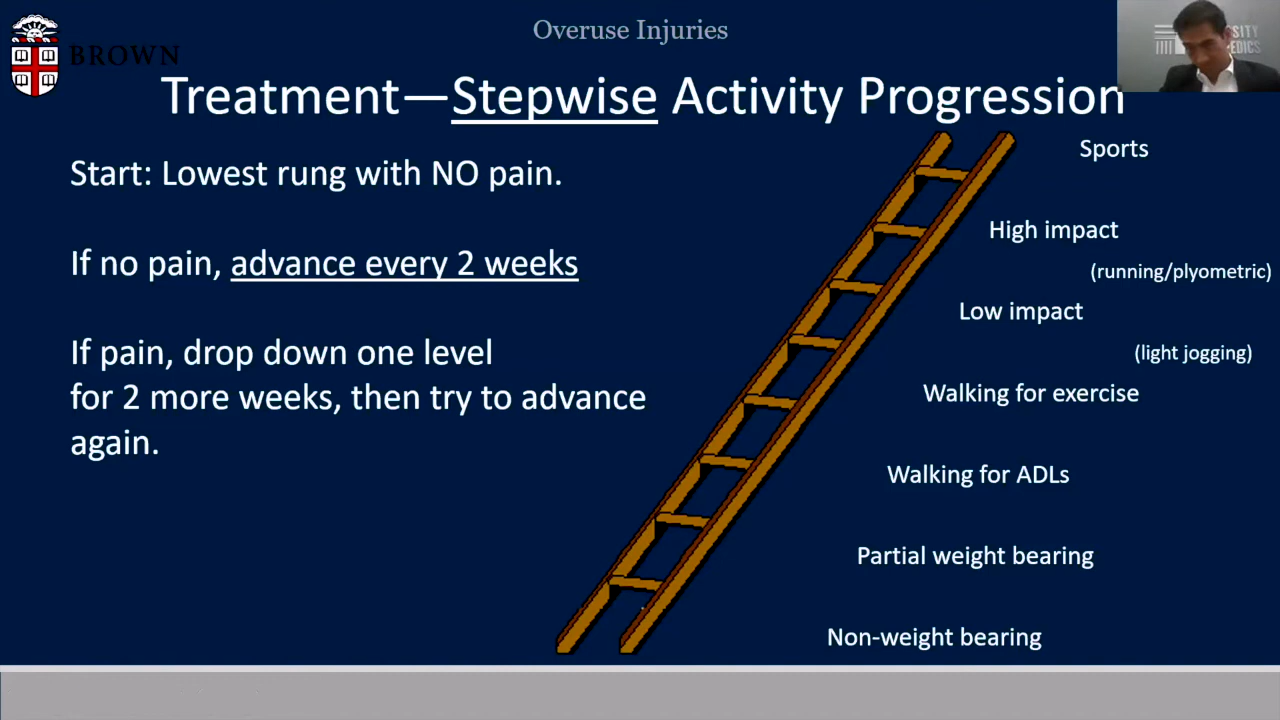 Overuse Injuries
BROWN
Treatment—Stepwise Activity Progression
Start: Lowest rung with NO pain.
If no pain, advance every 2 weeks
If pain, drop down one level
for 2 more weeks, then try to advance
again.
Sports
High impact
(running/plyometric)
Low impact
(light jogging)
Walking for exercise
Walking for ADLs
Partial weight bearing
Non-weight bearing